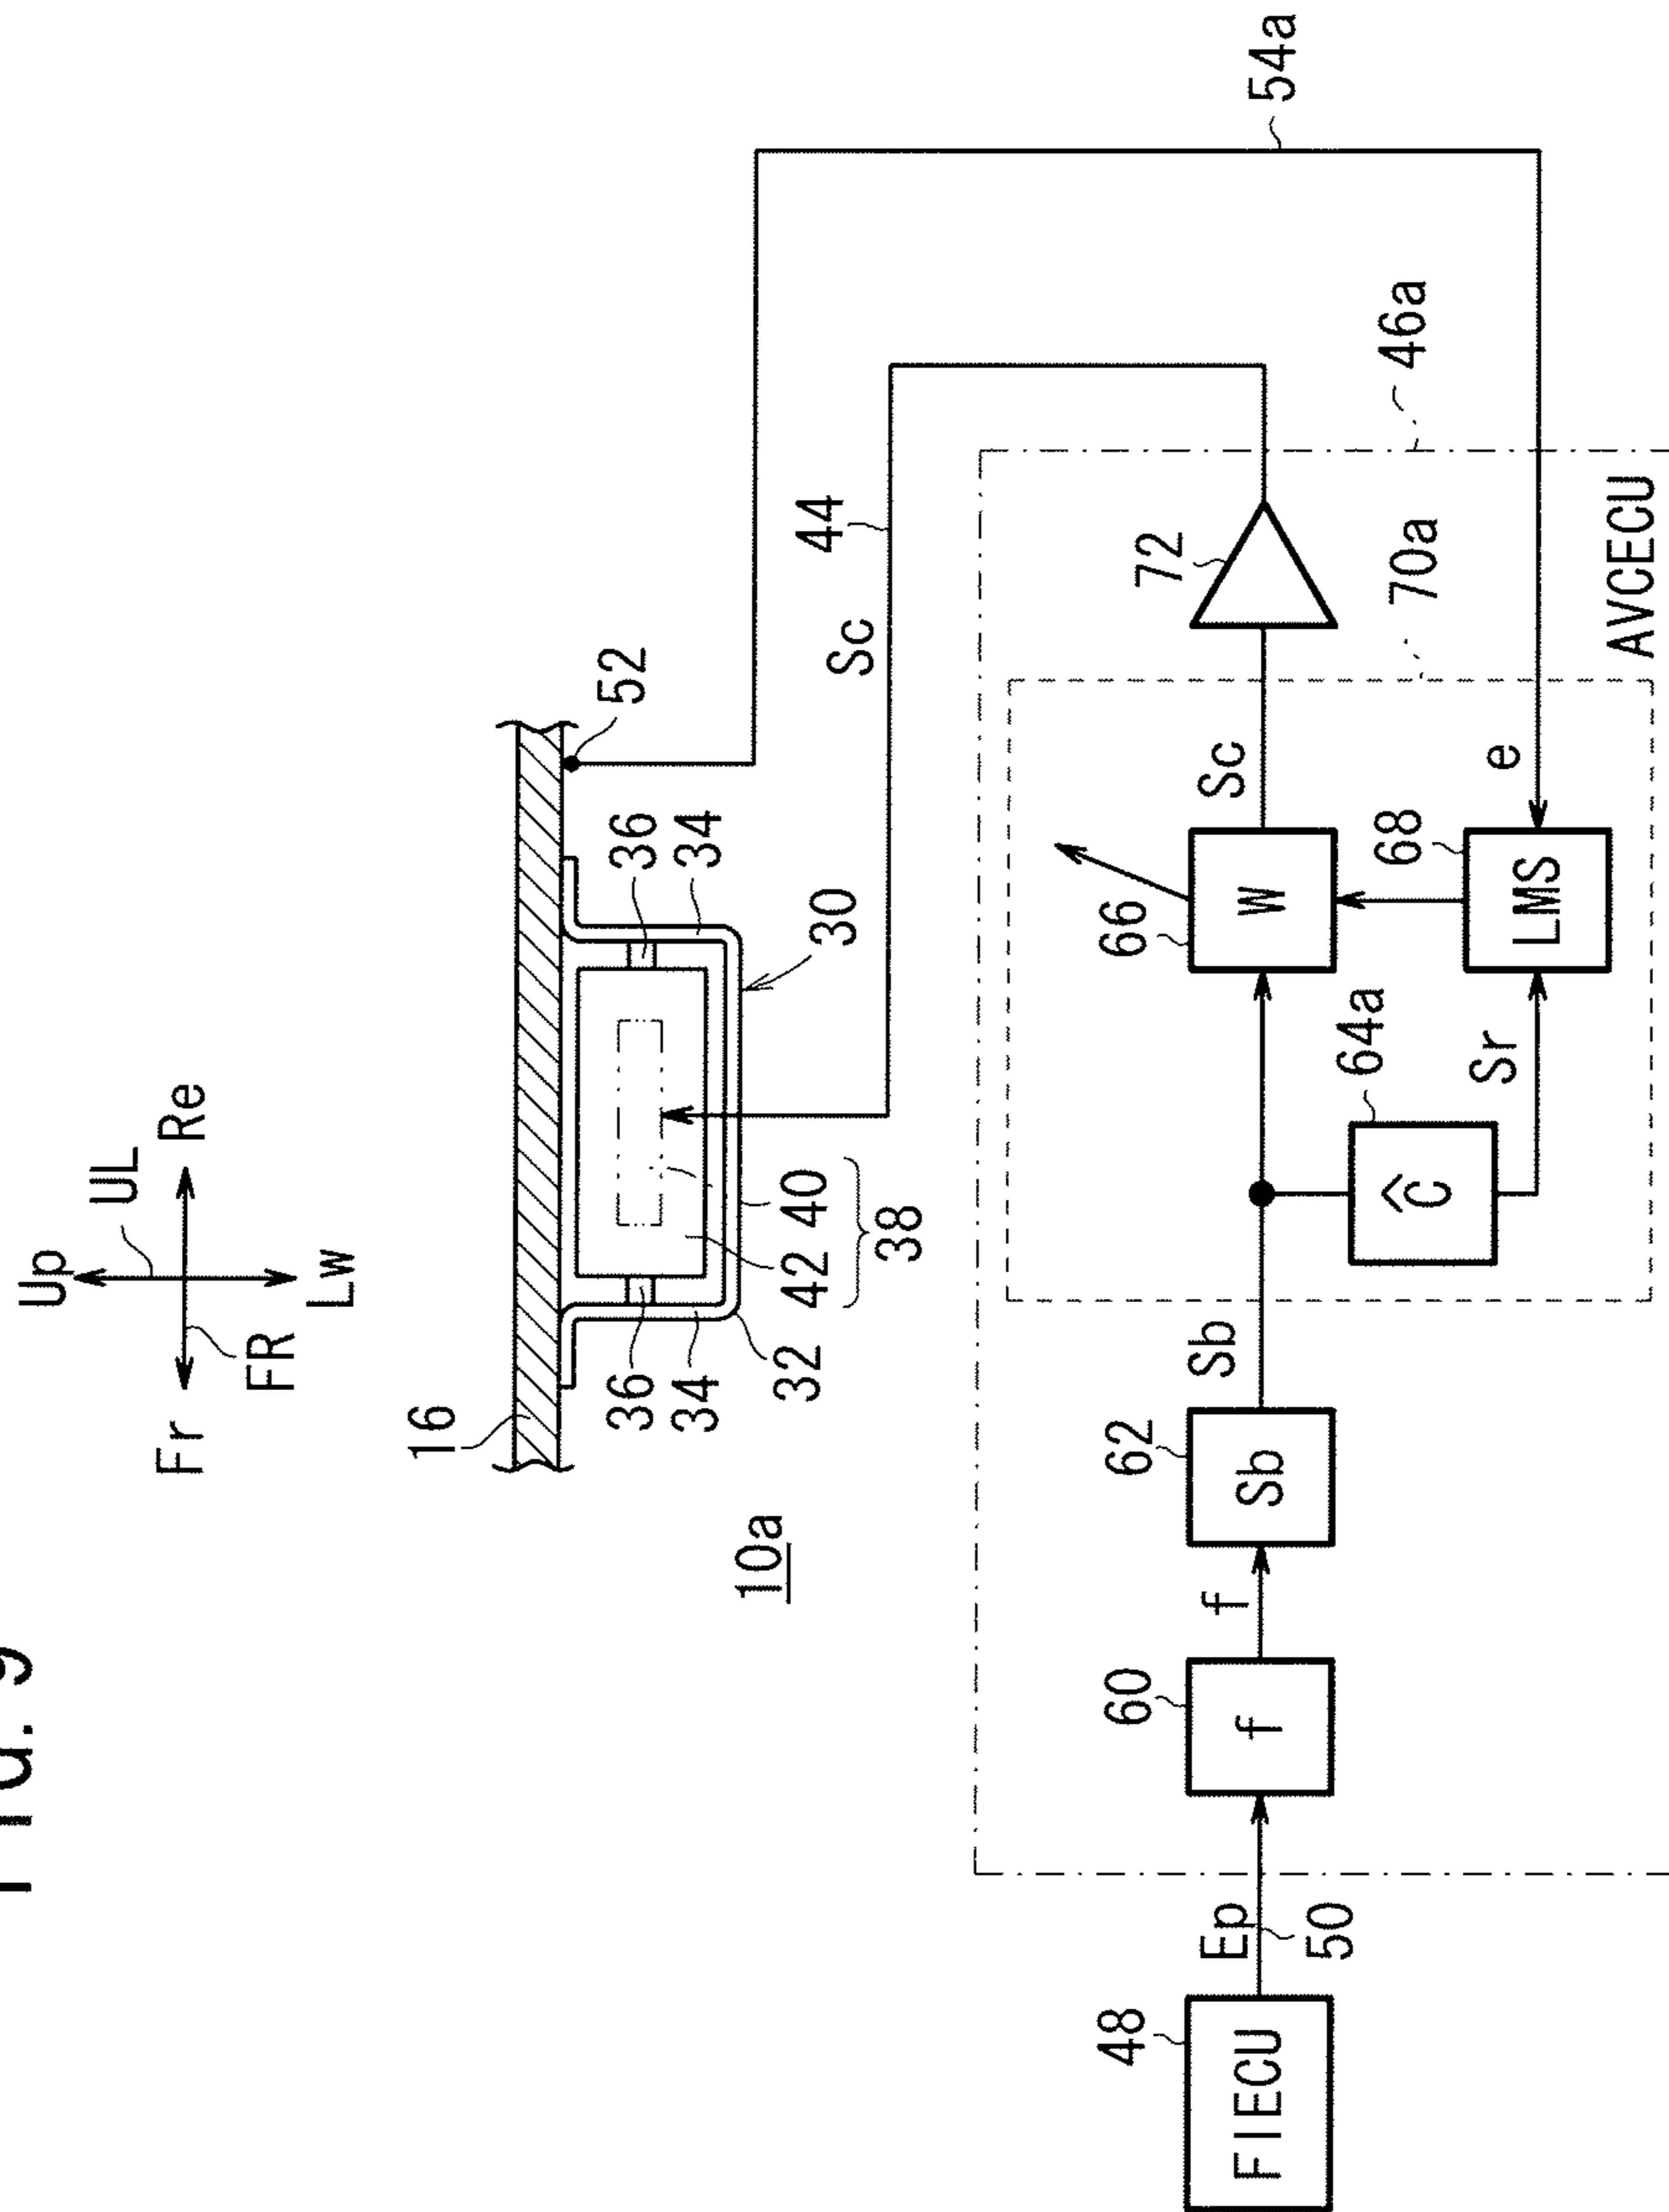 FIG. 9
Up
UL
Fr
Re
FR
Lw
16
52
36
34
36
34
32
42
40
38
30
10a
Sc
44
54a
46a
70a
AVCECU
FIECU
48
Ep
50
f
60
f
Sb
62
Sb
Ĉ
64a
Sr
W
66
LMS
68
e
Sc
72